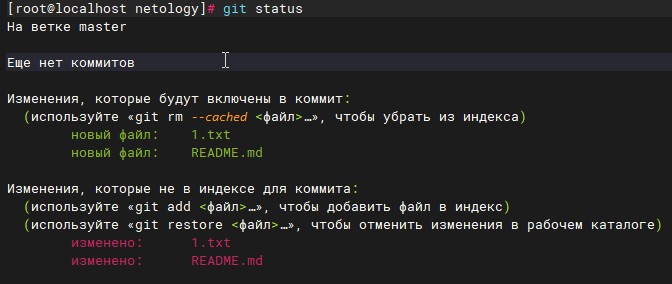 [root@localhost netology]# git status
На ветке master
Еще нет коммитов
Изменения, которые будут включены в коммит:
(используйте «git rm --cached <файл>…», чтобы убрать из индекса)
новый файл: 1.txt
новый файл: README.md
Изменения, которые не в индексе для коммита:
(используйте «git add <файл>…», чтобы добавить файл в индекс)
(используйте «git restore <файл>…», чтобы отменить изменения в рабочем каталоге)
изменено: 1.txt
изменено: README.md